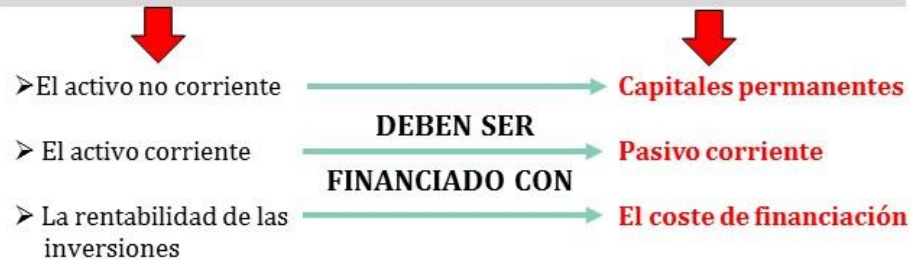 ➢El activo no corriente
Capitales permanentes
DEBEN SER
➢ El activo corriente
Pasivo corriente
FINANCIADO CON
➢ La rentabilidad de las
inversiones
El coste de financiación